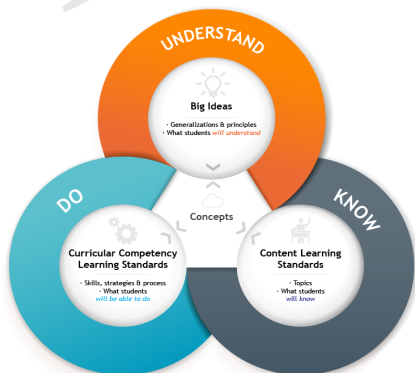 UNDERSTAND
Big Ideas
· Generalizations & principles
· What students will understand
DO
KNOW
Concepts
Curricular Competency
Learning Standards
· Skills, strategies & process
· What students
will be able to do
Content Learning
Standards
· Topics
· What students
will know